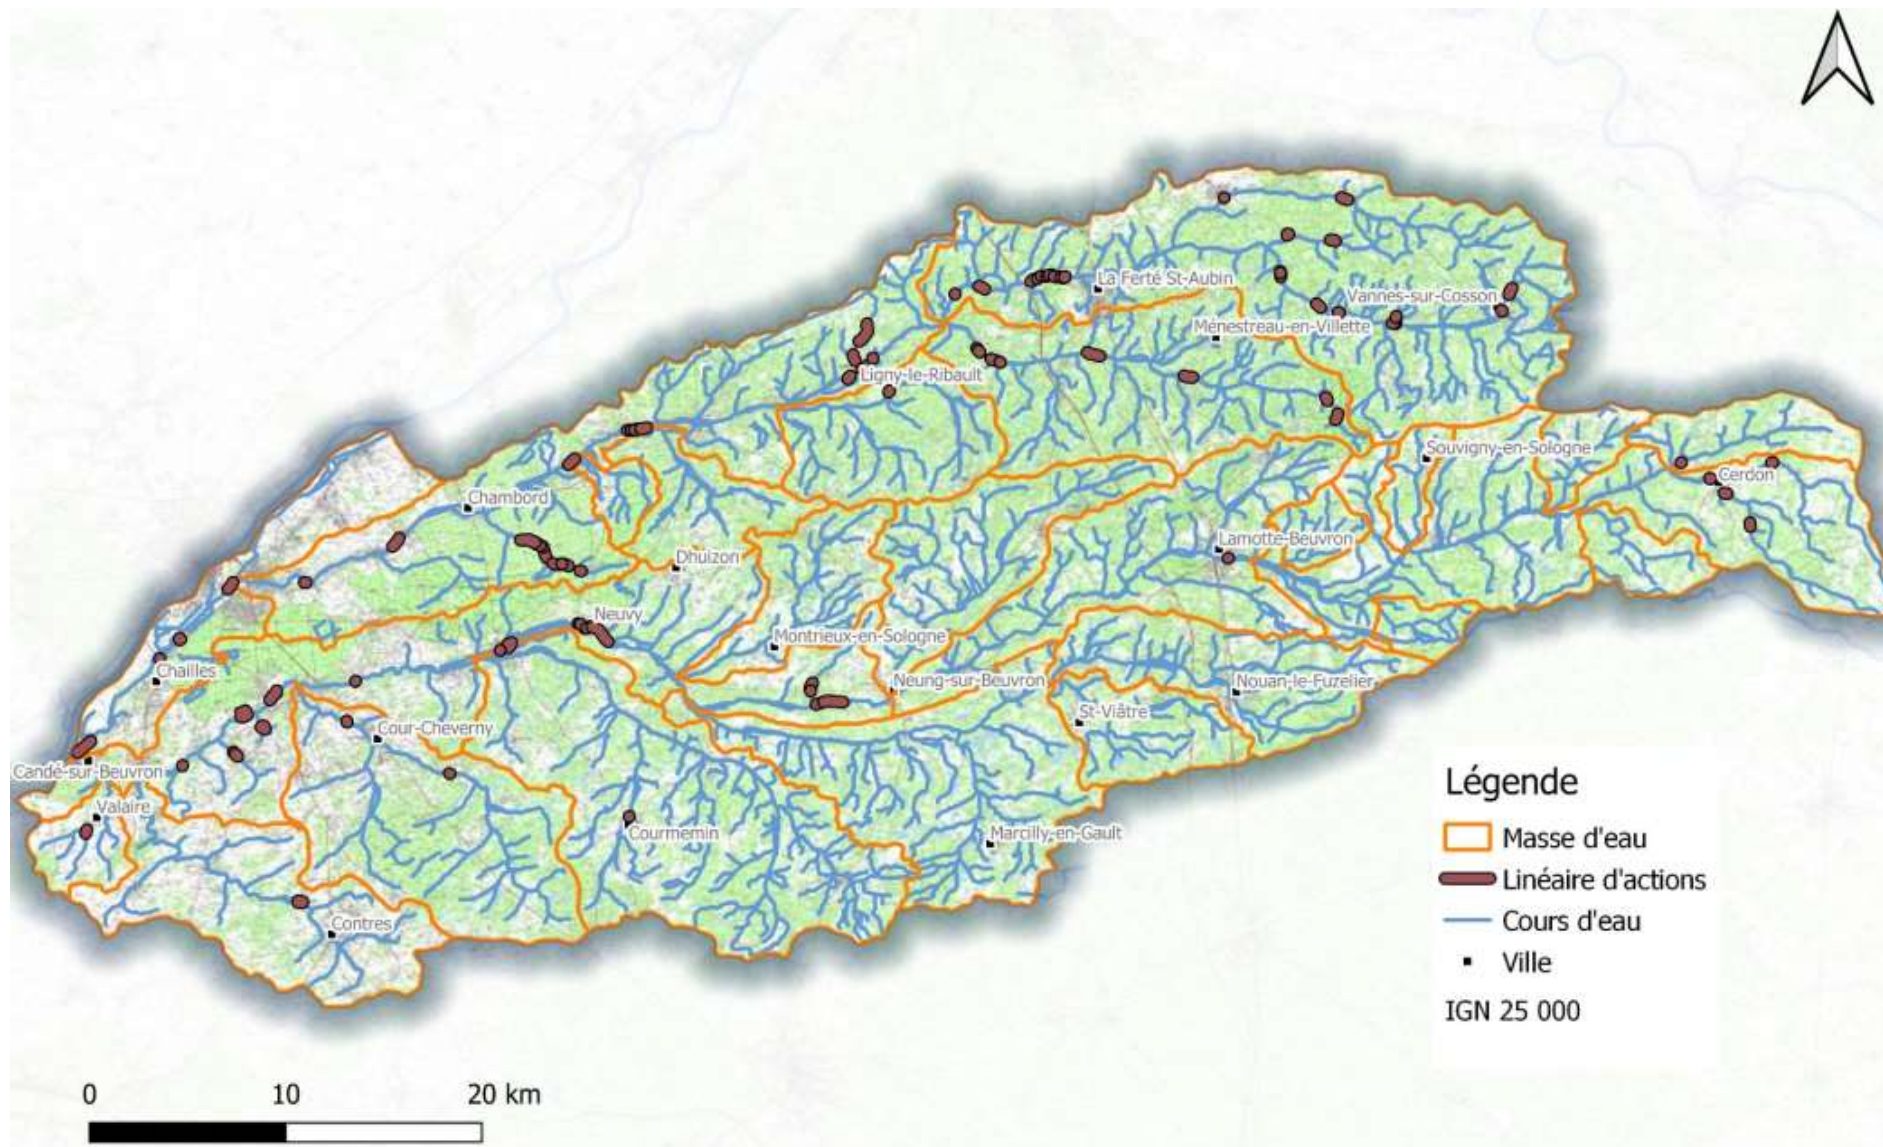 La Ferté St-Aubin
Vannes-sur-Cosson
Ménestreau-en-Villette
Ligny-le-Ribault
Souvigny-en-Sologne
Cerdon
Chambord
Lamotte-Beuvron
Dhuizon
Neuvy
Montrieux-en-Sologne
Chailles
Neung-sur-Beuvron
Nouan-le-Fuzelier
St-Viâtre
Cour-Cheverny
Candé-sur-Beuvron
Valaire
Courmemin
Marcilly-en-Gault
Contres
Légende
Masse d'eau
Linéaire d'actions
Cours d'eau
Ville
IGN 25 000
0 10 20 km